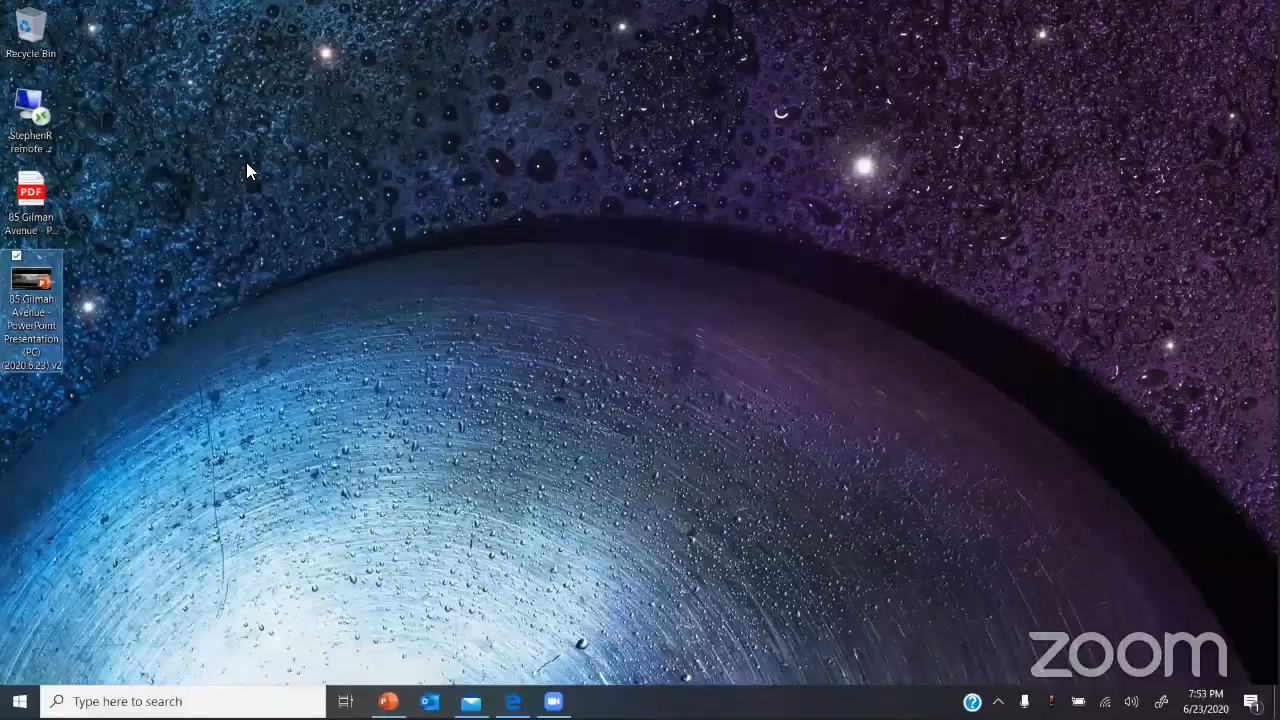 Recycle Bin
StephenR
remote ...
PDF
85 Gilman
Avenue - P...
85 Gilman
Avenue -
PowerPoint
Presentation
(PC)
(2020.6.23) v2
zoom
Type here to search
7:53 PM
6/23/2020